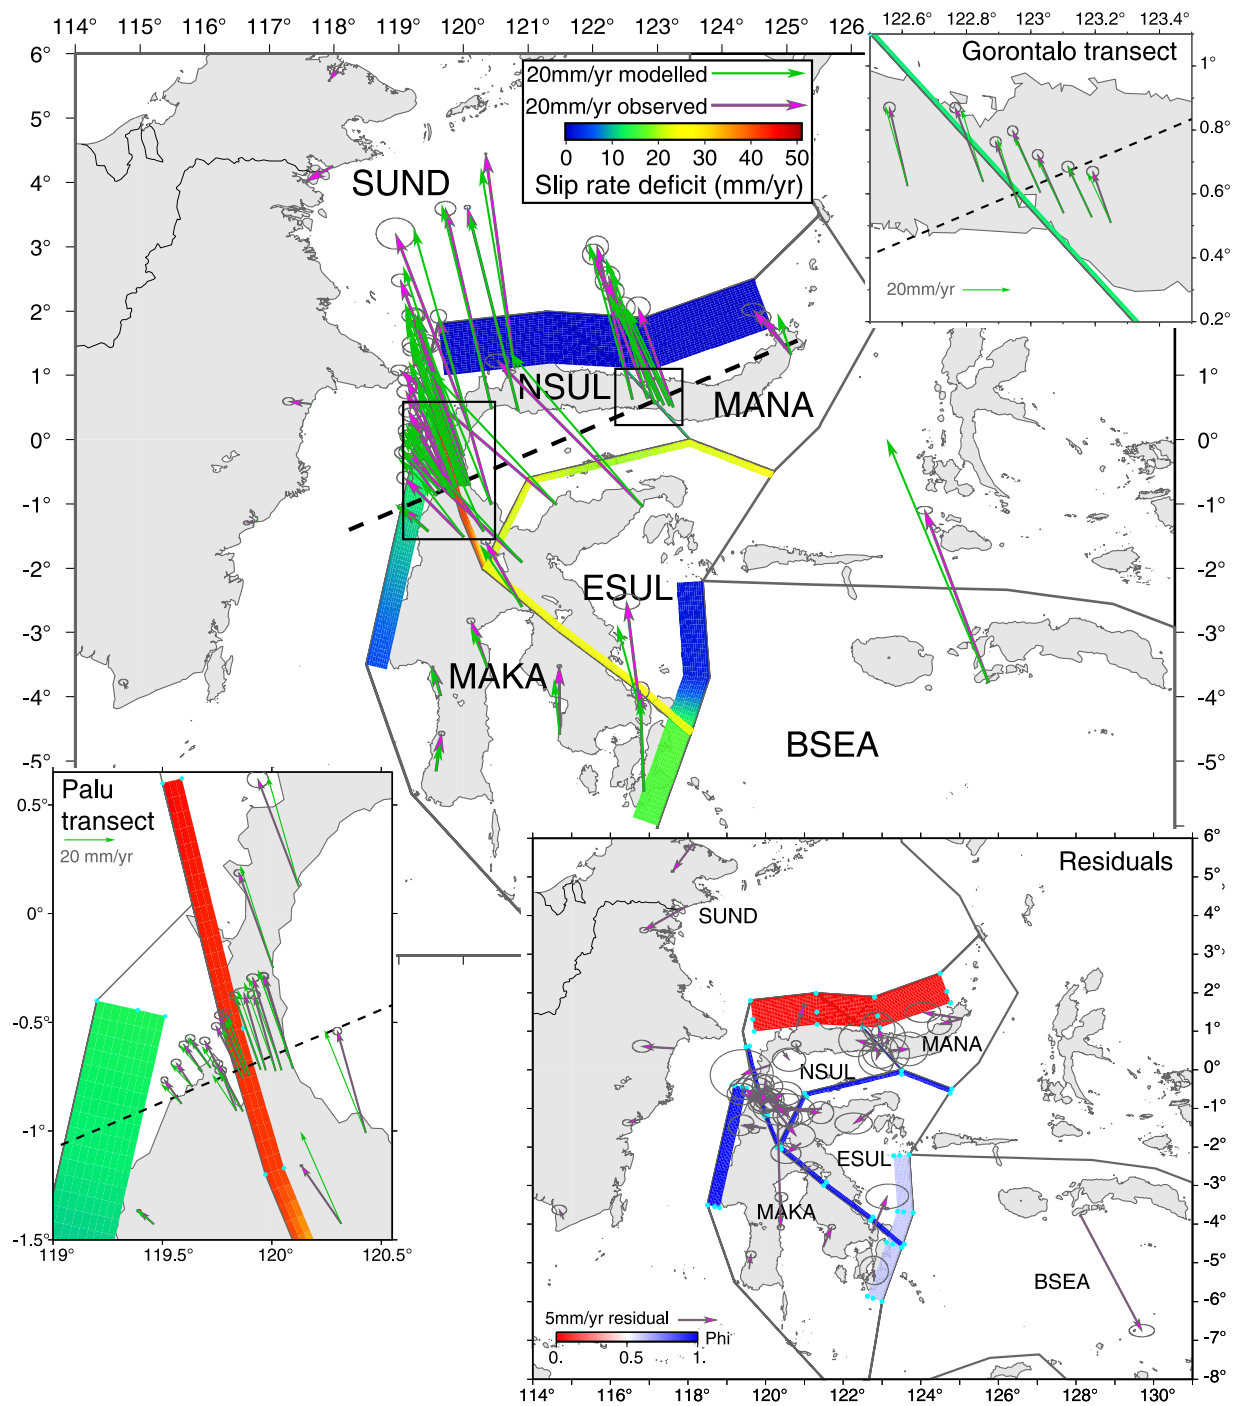 114° 115° 116° 117° 118° 119° 120° 121° 122° 123° 124° 125° 126°
122.6° 122.8° 123° 123.2° 123.4°
6°
5°
4°
3°
2°
1°
0°
-1°
-2°
-3°
-4°
-5°
20mm/yr modelled
20mm/yr observed
0 10 20 30 40 50
Slip rate deficit (mm/yr)
Gorontalo transect
1°
0.8°
0.6°
0.4°
0.2°
20mm/yr
SUND
NSUL
MANA
ESUL
MAKA
BSEA
1°
0°
-1°
-2°
-3°
-4°
-5°
Palu
transect
20 mm/yr
0.5°
0°
-0.5°
-1°
-1.5°
119° 119.5° 120° 120.5°
Residuals
SUND
MANA
NSUL
ESUL
MAKA
BSEA
5mm/yr residual
Phi
0. 0.5 1.
6°
5°
4°
3°
2°
1°
0°
-1°
-2°
-3°
-4°
-5°
-6°
-7°
-8°
114° 116° 118° 120° 122° 124° 126° 128° 130°